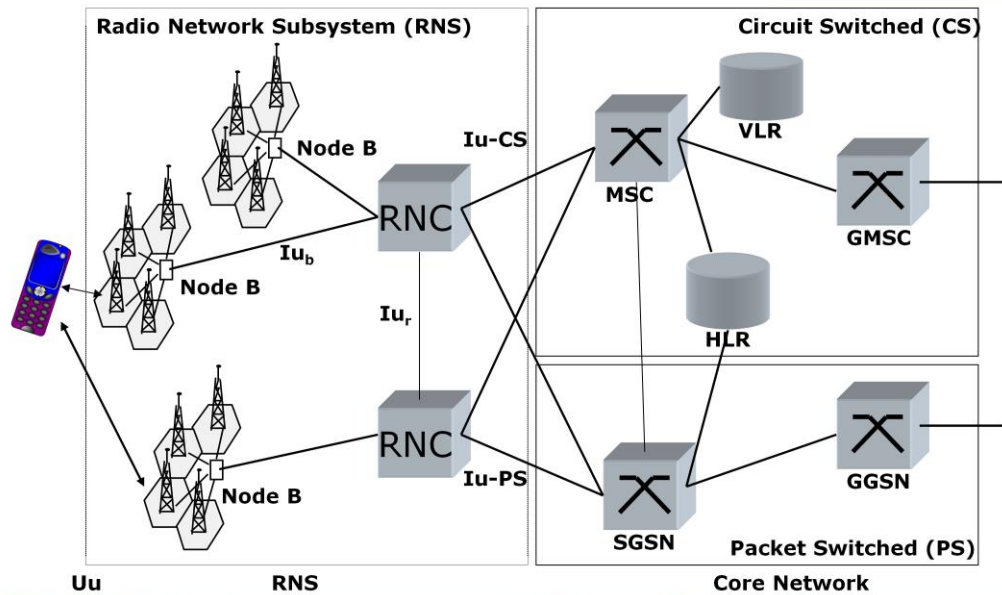 Radio Network Subsystem (RNS)
Circuit Switched (CS)
Node B
Iu-CS
VLR
RNC
MSC
GMSC
Iub
Node B
Iur
HLR
RNC
Node B
Iu-PS
GGSN
SGSN
Packet Switched (PS)
Uu
RNS
Core Network